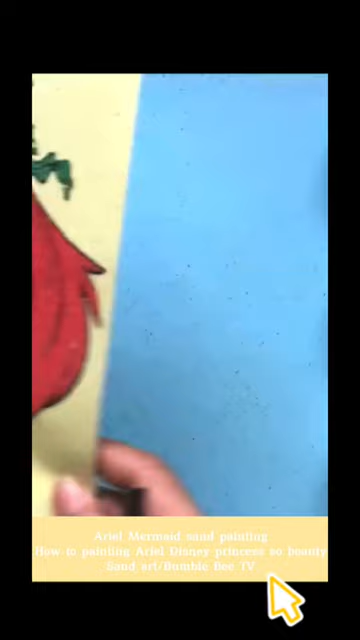 Ariel Mermaid sand painting
How to painting Ariel Disney princess so beauty
Sand art-Bumble Bee TV